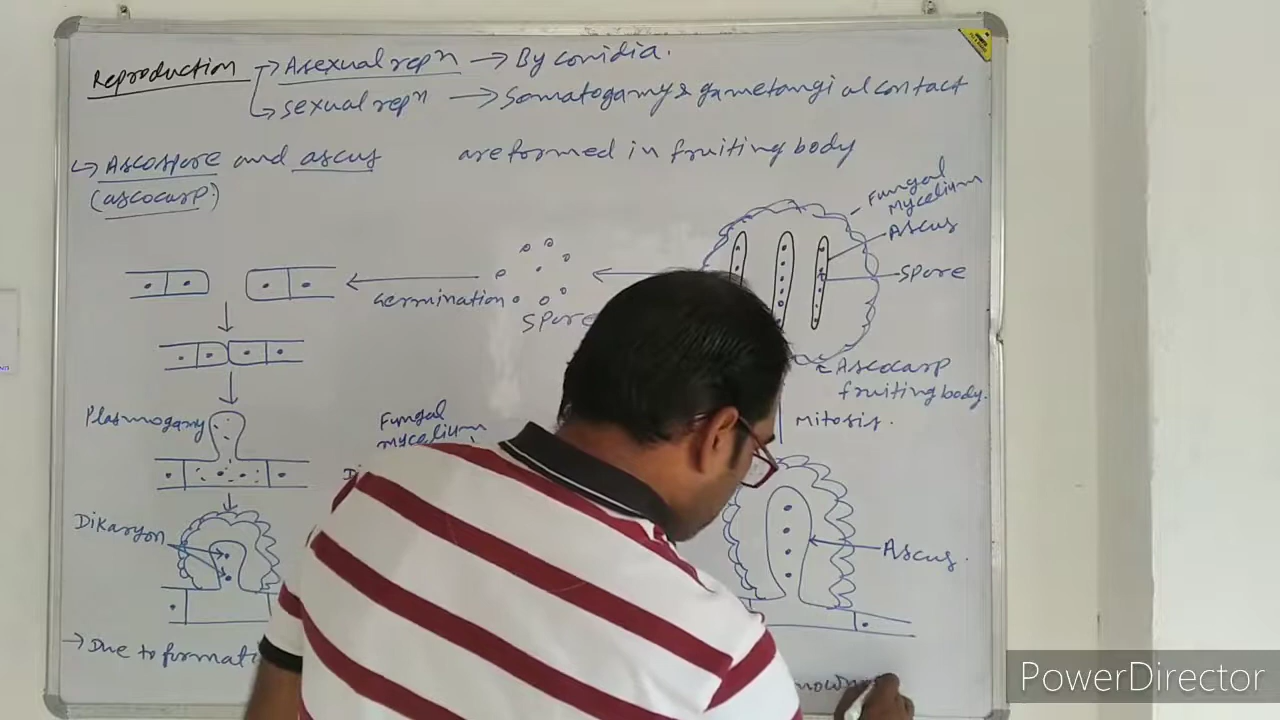 Reproduction → Asexual repn → By conidia.
↳ sexual repn → Somatogamy & gametangial contact
↳ Ascospore and ascus are formed in fruiting body
(ascocarp)
Fungal
mycelium
Ascus
Spore
Germination
Spore
Ascocarp
fruiting body.
Mitosis.
Plasmogamy
Fungal
mycelium
Dikaryon
Ascus.
→ Due to formati
PowerDirector